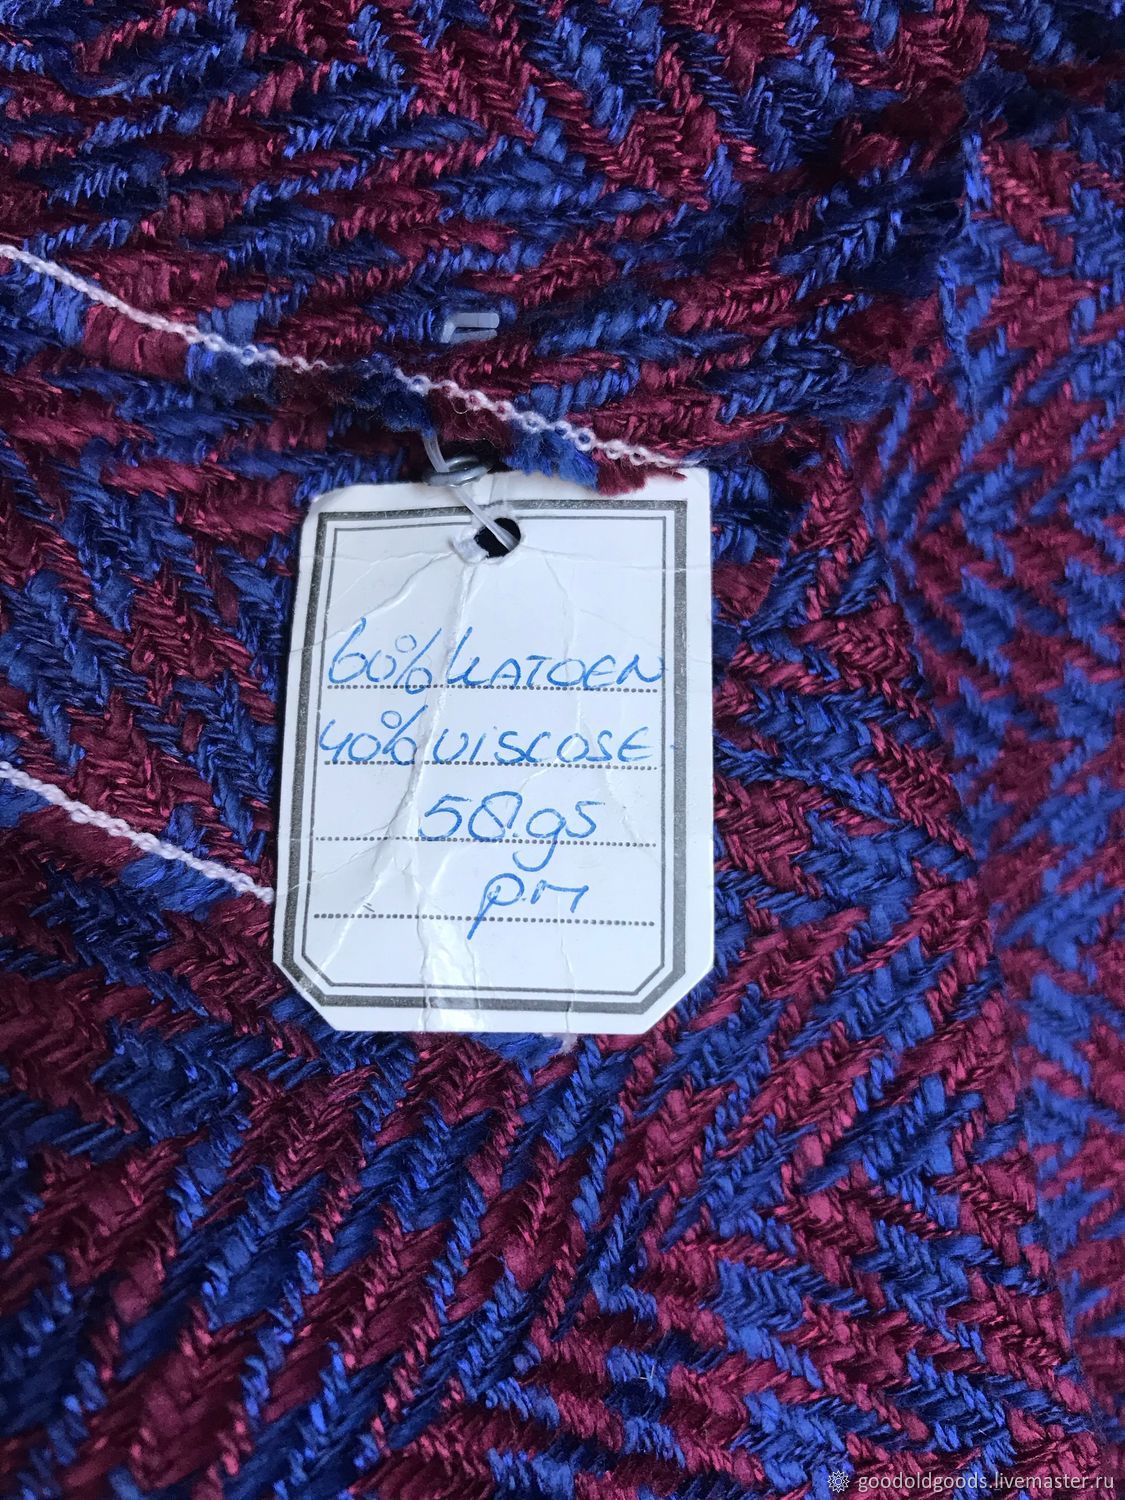 60% KATOEN
40% VISCOSE
58.95
p.m
goodoldgoods.livemaster.ru